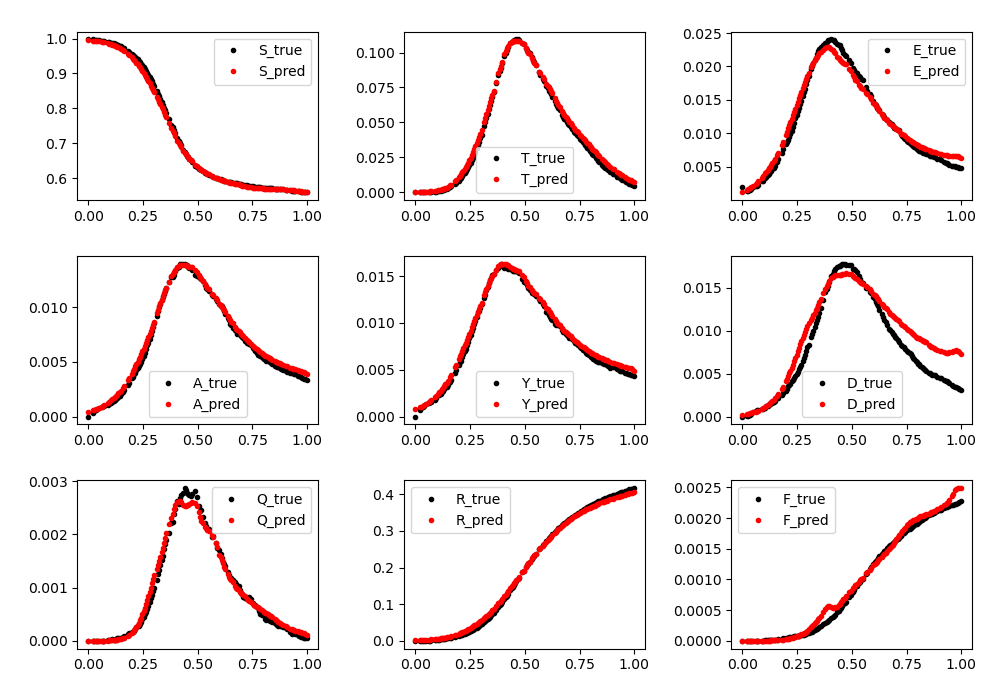 1.0
0.9
0.8
0.7
0.6
S_true
S_pred
0.00 0.25 0.50 0.75 1.00
0.100
0.075
0.050
0.025
0.000
T_true
T_pred
0.00 0.25 0.50 0.75 1.00
0.025
0.020
0.015
0.010
0.005
E_true
E_pred
0.00 0.25 0.50 0.75 1.00
0.010
0.005
0.000
A_true
A_pred
0.00 0.25 0.50 0.75 1.00
0.015
0.010
0.005
0.000
Y_true
Y_pred
0.00 0.25 0.50 0.75 1.00
0.015
0.010
0.005
0.000
D_true
D_pred
0.00 0.25 0.50 0.75 1.00
0.003
0.002
0.001
0.000
Q_true
Q_pred
0.00 0.25 0.50 0.75 1.00
0.4
0.3
0.2
0.1
0.0
R_true
R_pred
0.00 0.25 0.50 0.75 1.00
0.0025
0.0020
0.0015
0.0010
0.0005
0.0000
F_true
F_pred
0.00 0.25 0.50 0.75 1.00